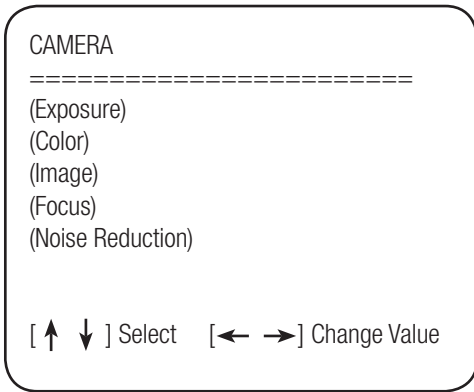 CAMERA
========================
(Exposure)
(Color)
(Image)
(Focus)
(Noise Reduction)
[ ↑ ↓ ] Select [← →] Change Value